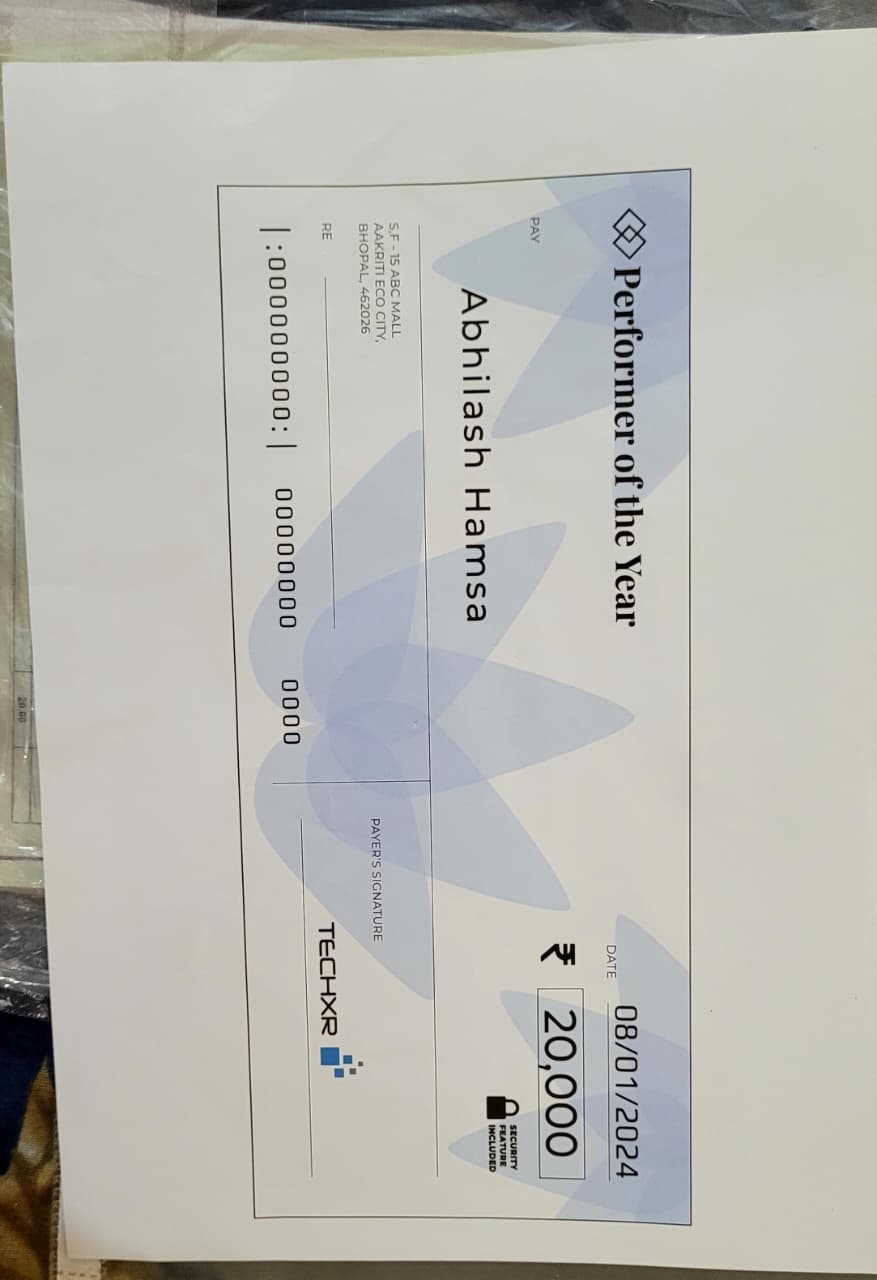 Performer of the Year
DATE 08/01/2024
₹ 20,000
SECURITY
FEATURE
INCLUDED
PAY
Abhilash Hamsa
S,F - 15 ABC MALL
AAKRITI ECO CITY,
BHOPAL, 462026
RE
|:000000000:| 00000000 0000
PAYER'S SIGNATURE
TECHXR
20.00